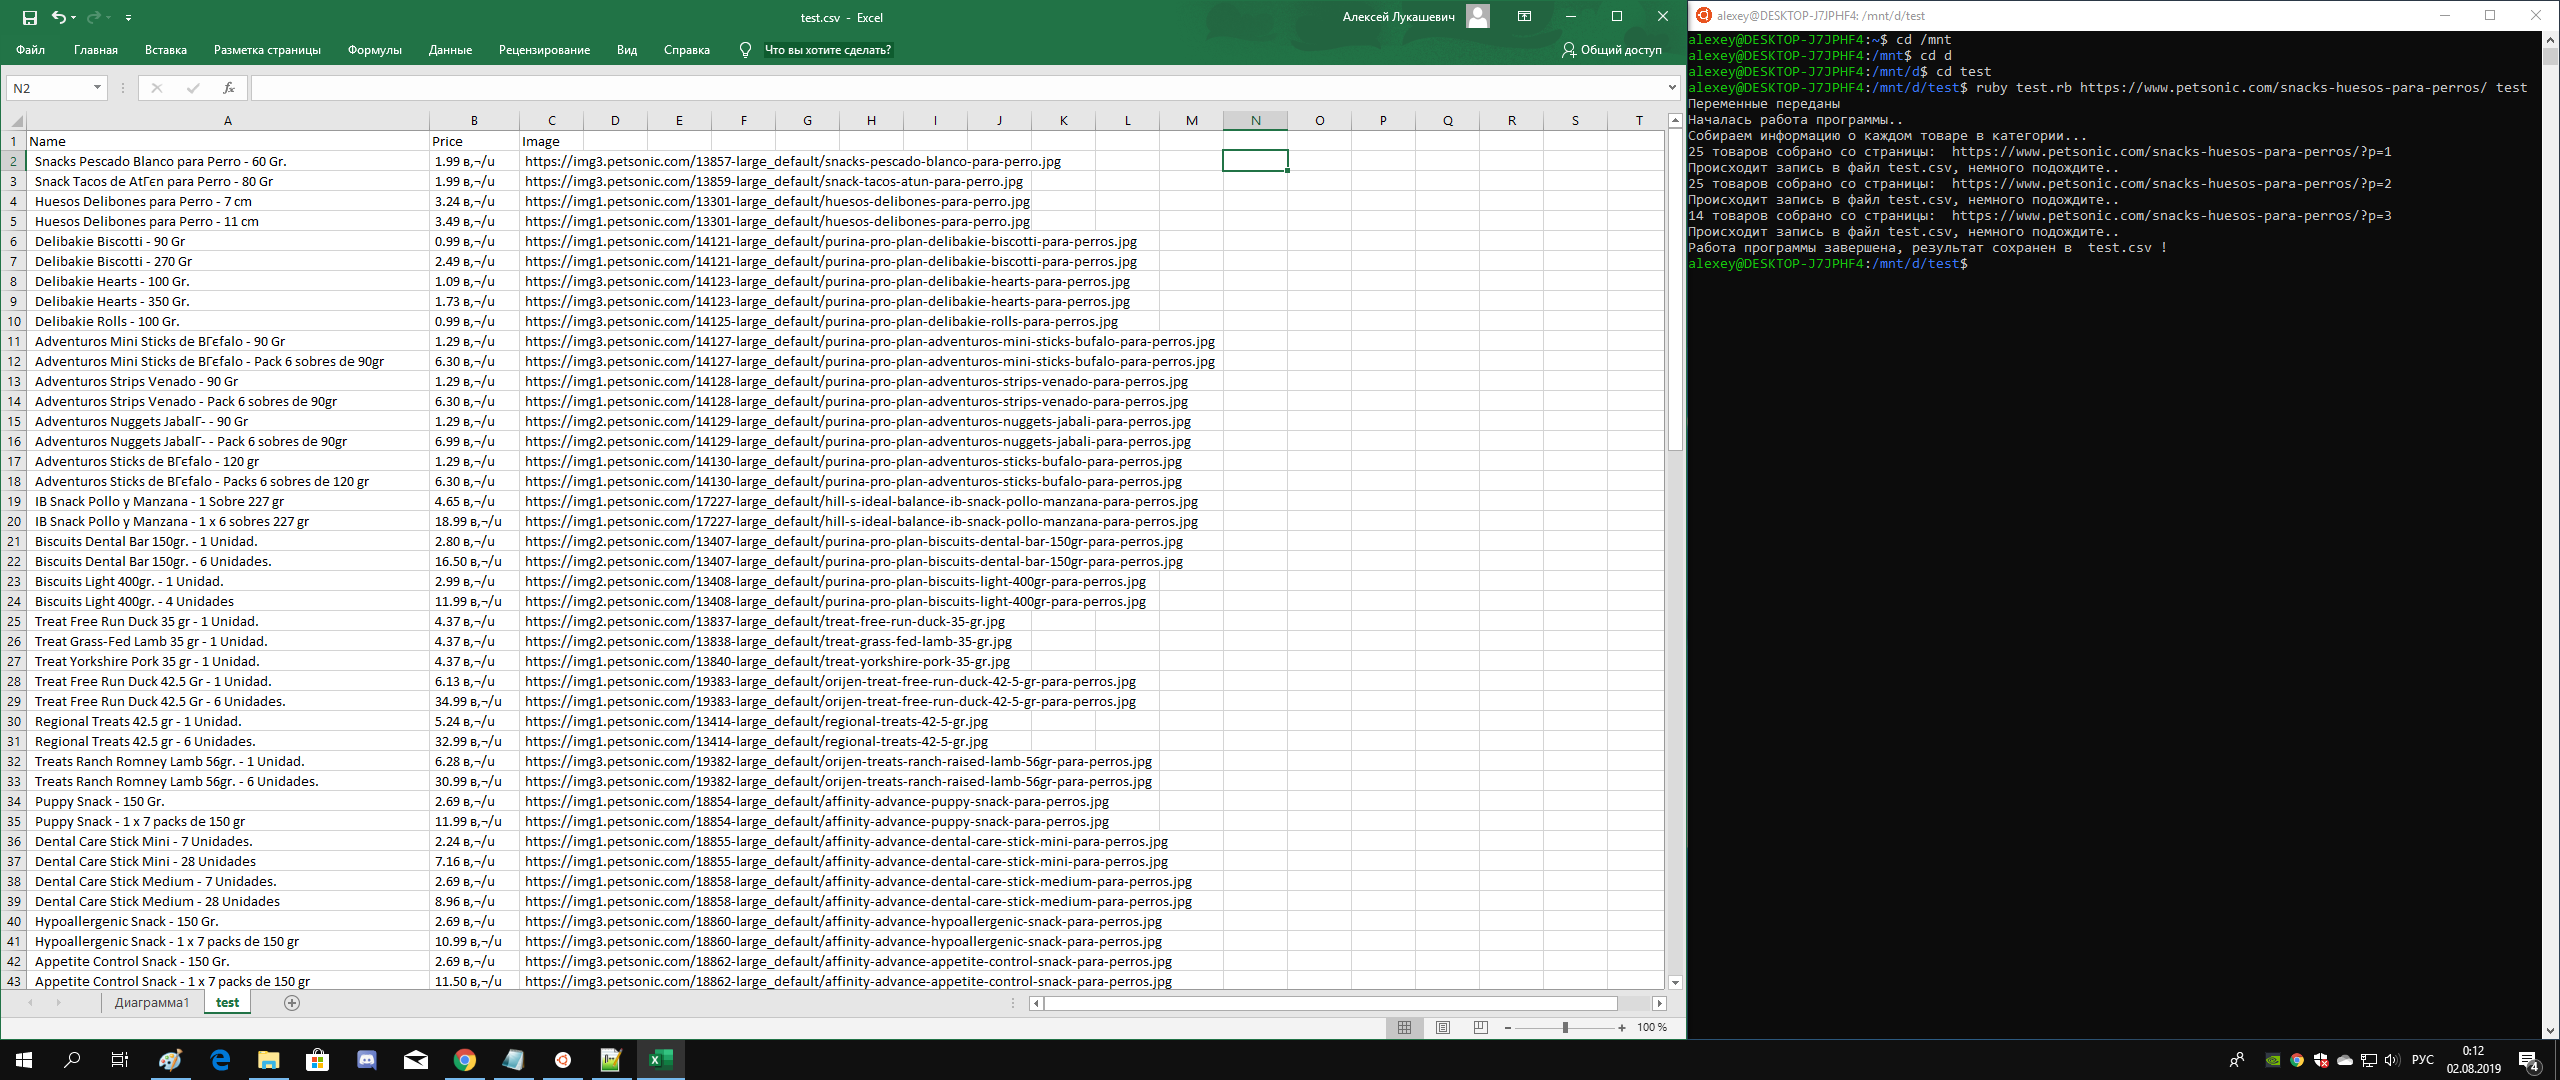 test.csv - Excel
Алексей Лукашевич
Файл Главная Вставка Разметка страницы Формулы Данные Рецензирование Вид Справка Что вы хотите сделать? Общий доступ
N2 fx
A B C D E F G H I J K L M N O P Q R S T
1 Name Price Image
2 Snacks Pescado Blanco para Perro - 60 Gr. 1.99 в‚¬/u https://img3.petsonic.com/13857-large_default/snacks-pescado-blanco-para-perro.jpg
3 Snack Tacos de AtГєn para Perro - 80 Gr 1.99 в‚¬/u https://img3.petsonic.com/13859-large_default/snack-tacos-atun-para-perro.jpg
4 Huesos Delibones para Perro - 7 cm 3.24 в‚¬/u https://img1.petsonic.com/13301-large_default/huesos-delibones-para-perro.jpg
5 Huesos Delibones para Perro - 11 cm 3.49 в‚¬/u https://img1.petsonic.com/13301-large_default/huesos-delibones-para-perro.jpg
6 Delibakie Biscotti - 90 Gr 0.99 в‚¬/u https://img1.petsonic.com/14121-large_default/purina-pro-plan-delibakie-biscotti-para-perros.jpg
7 Delibakie Biscotti - 270 Gr 2.49 в‚¬/u https://img1.petsonic.com/14121-large_default/purina-pro-plan-delibakie-biscotti-para-perros.jpg
8 Delibakie Hearts - 100 Gr. 1.09 в‚¬/u https://img3.petsonic.com/14123-large_default/purina-pro-plan-delibakie-hearts-para-perros.jpg
9 Delibakie Hearts - 350 Gr. 1.73 в‚¬/u https://img3.petsonic.com/14123-large_default/purina-pro-plan-delibakie-hearts-para-perros.jpg
10 Delibakie Rolls - 100 Gr. 0.99 в‚¬/u https://img3.petsonic.com/14125-large_default/purina-pro-plan-delibakie-rolls-para-perros.jpg
11 Adventuros Mini Sticks de BГєfalo - 90 Gr 1.29 в‚¬/u https://img3.petsonic.com/14127-large_default/purina-pro-plan-adventuros-mini-sticks-bufalo-para-perros.jpg
12 Adventuros Mini Sticks de BГєfalo - Pack 6 sobres de 90gr 6.30 в‚¬/u https://img3.petsonic.com/14127-large_default/purina-pro-plan-adventuros-mini-sticks-bufalo-para-perros.jpg
13 Adventuros Strips Venado - 90 Gr 1.29 в‚¬/u https://img1.petsonic.com/14128-large_default/purina-pro-plan-adventuros-strips-venado-para-perros.jpg
14 Adventuros Strips Venado - Pack 6 sobres de 90gr 6.30 в‚¬/u https://img1.petsonic.com/14128-large_default/purina-pro-plan-adventuros-strips-venado-para-perros.jpg
15 Adventuros Nuggets JabalГ- - 90 Gr 1.29 в‚¬/u https://img2.petsonic.com/14129-large_default/purina-pro-plan-adventuros-nuggets-jabali-para-perros.jpg
16 Adventuros Nuggets JabalГ- - Pack 6 sobres de 90gr 6.99 в‚¬/u https://img2.petsonic.com/14129-large_default/purina-pro-plan-adventuros-nuggets-jabali-para-perros.jpg
17 Adventuros Sticks de BГєfalo - 120 gr 1.29 в‚¬/u https://img1.petsonic.com/14130-large_default/purina-pro-plan-adventuros-sticks-bufalo-para-perros.jpg
18 Adventuros Sticks de BГєfalo - Packs 6 sobres de 120 gr 6.30 в‚¬/u https://img1.petsonic.com/14130-large_default/purina-pro-plan-adventuros-sticks-bufalo-para-perros.jpg
19 IB Snack Pollo y Manzana - 1 Sobre 227 gr 4.65 в‚¬/u https://img1.petsonic.com/17227-large_default/hill-s-ideal-balance-ib-snack-pollo-manzana-para-perros.jpg
20 IB Snack Pollo y Manzana - 1 x 6 sobres 227 gr 18.99 в‚¬/u https://img1.petsonic.com/17227-large_default/hill-s-ideal-balance-ib-snack-pollo-manzana-para-perros.jpg
21 Biscuits Dental Bar 150gr. - 1 Unidad. 2.80 в‚¬/u https://img2.petsonic.com/13407-large_default/purina-pro-plan-biscuits-dental-bar-150gr-para-perros.jpg
22 Biscuits Dental Bar 150gr. - 6 Unidades. 16.50 в‚¬/u https://img2.petsonic.com/13407-large_default/purina-pro-plan-biscuits-dental-bar-150gr-para-perros.jpg
23 Biscuits Light 400gr. - 1 Unidad. 2.99 в‚¬/u https://img2.petsonic.com/13408-large_default/purina-pro-plan-biscuits-light-400gr-para-perros.jpg
24 Biscuits Light 400gr. - 4 Unidades 11.99 в‚¬/u https://img2.petsonic.com/13408-large_default/purina-pro-plan-biscuits-light-400gr-para-perros.jpg
25 Treat Free Run Duck 35 gr - 1 Unidad. 4.37 в‚¬/u https://img2.petsonic.com/13837-large_default/treat-free-run-duck-35-gr.jpg
26 Treat Grass-Fed Lamb 35 gr - 1 Unidad. 4.37 в‚¬/u https://img2.petsonic.com/13838-large_default/treat-grass-fed-lamb-35-gr.jpg
27 Treat Yorkshire Pork 35 gr - 1 Unidad. 4.37 в‚¬/u https://img1.petsonic.com/13840-large_default/treat-yorkshire-pork-35-gr.jpg
28 Treat Free Run Duck 42.5 Gr - 1 Unidad. 6.13 в‚¬/u https://img1.petsonic.com/19383-large_default/orijen-treat-free-run-duck-42-5-gr-para-perros.jpg
29 Treat Free Run Duck 42.5 Gr - 6 Unidades. 34.99 в‚¬/u https://img1.petsonic.com/19383-large_default/orijen-treat-free-run-duck-42-5-gr-para-perros.jpg
30 Regional Treats 42.5 gr - 1 Unidad. 5.24 в‚¬/u https://img1.petsonic.com/13414-large_default/regional-treats-42-5-gr.jpg
31 Regional Treats 42.5 gr - 6 Unidades. 32.99 в‚¬/u https://img1.petsonic.com/13414-large_default/regional-treats-42-5-gr.jpg
32 Treats Ranch Romney Lamb 56gr. - 1 Unidad. 6.28 в‚¬/u https://img3.petsonic.com/19382-large_default/orijen-treats-ranch-raised-lamb-56gr-para-perros.jpg
33 Treats Ranch Romney Lamb 56gr. - 6 Unidades. 30.99 в‚¬/u https://img3.petsonic.com/19382-large_default/orijen-treats-ranch-raised-lamb-56gr-para-perros.jpg
34 Puppy Snack - 150 Gr. 2.69 в‚¬/u https://img1.petsonic.com/18854-large_default/affinity-advance-puppy-snack-para-perros.jpg
35 Puppy Snack - 1 x 7 packs de 150 gr 11.99 в‚¬/u https://img1.petsonic.com/18854-large_default/affinity-advance-puppy-snack-para-perros.jpg
36 Dental Care Stick Mini - 7 Unidades. 2.24 в‚¬/u https://img1.petsonic.com/18855-large_default/affinity-advance-dental-care-stick-mini-para-perros.jpg
37 Dental Care Stick Mini - 28 Unidades 7.16 в‚¬/u https://img1.petsonic.com/18855-large_default/affinity-advance-dental-care-stick-mini-para-perros.jpg
38 Dental Care Stick Medium - 7 Unidades. 2.69 в‚¬/u https://img1.petsonic.com/18858-large_default/affinity-advance-dental-care-stick-medium-para-perros.jpg
39 Dental Care Stick Medium - 28 Unidades 8.96 в‚¬/u https://img1.petsonic.com/18858-large_default/affinity-advance-dental-care-stick-medium-para-perros.jpg
40 Hypoallergenic Snack - 150 Gr. 2.69 в‚¬/u https://img3.petsonic.com/18860-large_default/affinity-advance-hypoallergenic-snack-para-perros.jpg
41 Hypoallergenic Snack - 1 x 7 packs de 150 gr 10.99 в‚¬/u https://img3.petsonic.com/18860-large_default/affinity-advance-hypoallergenic-snack-para-perros.jpg
42 Appetite Control Snack - 150 Gr. 2.69 в‚¬/u https://img3.petsonic.com/18862-large_default/affinity-advance-appetite-control-snack-para-perros.jpg
43 Appetite Control Snack - 1 x 7 packs de 150 gr 11.50 в‚¬/u https://img3.petsonic.com/18862-large_default/affinity-advance-appetite-control-snack-para-perros.jpg
Диаграмма1 test
100 %
alexey@DESKTOP-J7JPHF4: /mnt/d/test
alexey@DESKTOP-J7JPHF4:~$ cd /mnt
alexey@DESKTOP-J7JPHF4:/mnt$ cd d
alexey@DESKTOP-J7JPHF4:/mnt/d$ cd test
alexey@DESKTOP-J7JPHF4:/mnt/d/test$ ruby test.rb https://www.petsonic.com/snacks-huesos-para-perros/ test
Переменные переданы
Началась работа программы..
Собираем информацию о каждом товаре в категории...
25 товаров собрано со страницы: https://www.petsonic.com/snacks-huesos-para-perros/?p=1
Происходит запись в файл test.csv, немного подождите..
25 товаров собрано со страницы: https://www.petsonic.com/snacks-huesos-para-perros/?p=2
Происходит запись в файл test.csv, немного подождите..
14 товаров собрано со страницы: https://www.petsonic.com/snacks-huesos-para-perros/?p=3
Происходит запись в файл test.csv, немного подождите..
Работа программы завершена, результат сохранен в test.csv !
alexey@DESKTOP-J7JPHF4:/mnt/d/test$
РУС
0:12
02.08.2019
4